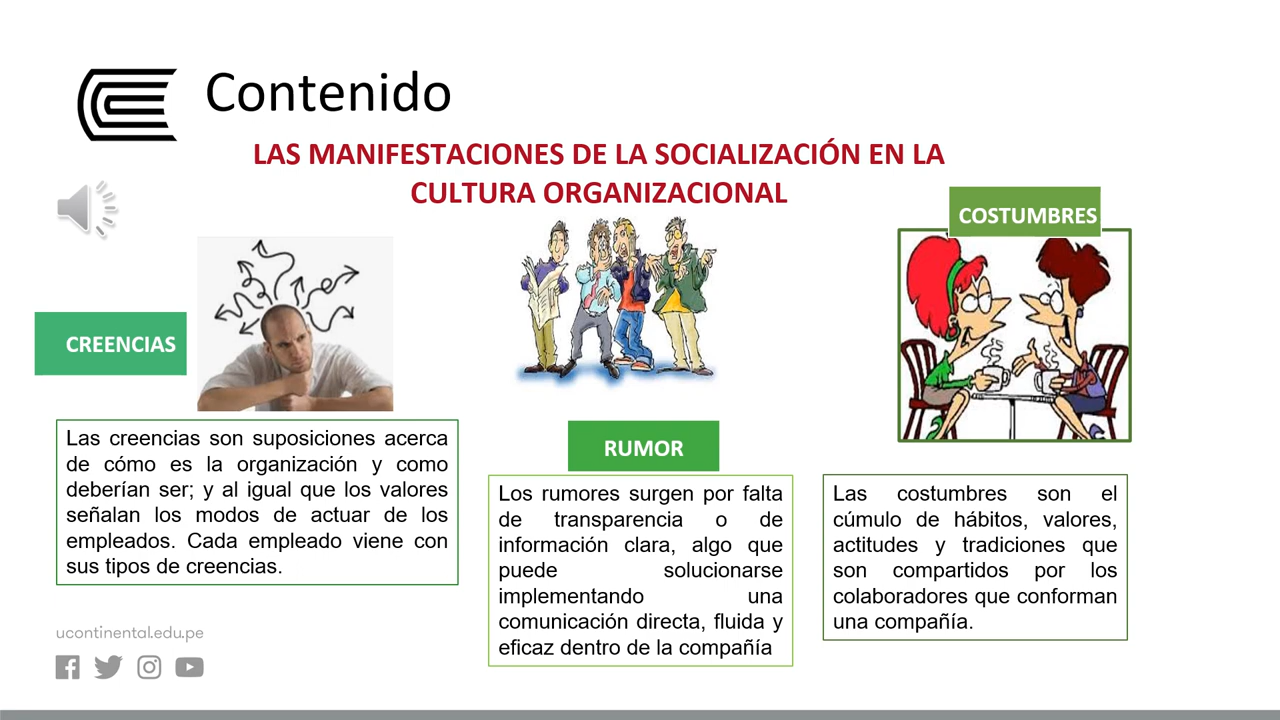 Contenido
LAS MANIFESTACIONES DE LA SOCIALIZACIÓN EN LA
CULTURA ORGANIZACIONAL
CREENCIAS
Las creencias son suposiciones acerca
de cómo es la organización y como
deberían ser; y al igual que los valores
señalan los modos de actuar de los
empleados. Cada empleado viene con
sus tipos de creencias.
RUMOR
Los rumores surgen por falta
de transparencia o de
información clara, algo que
puede solucionarse
implementando una
comunicación directa, fluida y
eficaz dentro de la compañía
COSTUMBRES
Las costumbres son el
cúmulo de hábitos, valores,
actitudes y tradiciones que
son compartidos por los
colaboradores que conforman
una compañía.
ucontinental.edu.pe